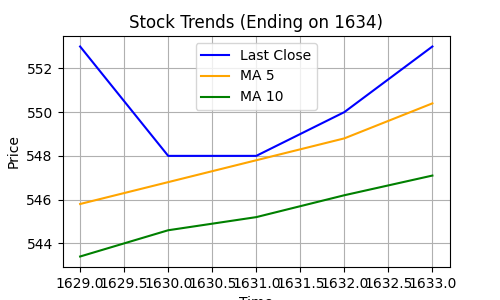 Stock Trends (Ending on 1634)
Last Close
MA 5
MA 10
Price
552
550
548
546
544
1629.0 1629.5 1630.0 1630.5 1631.0 1631.5 1632.0 1632.5 1633.0
Time